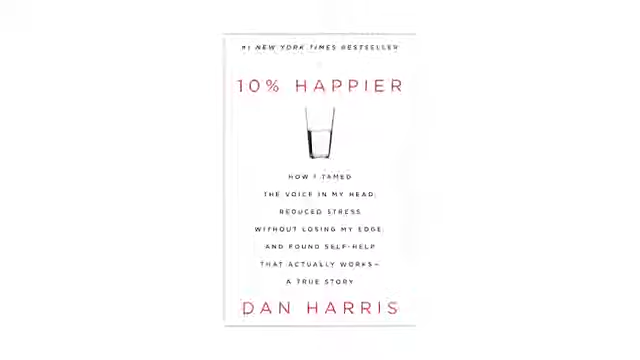 #1 NEW YORK TIMES BESTSELLER
10% HAPPIER
HOW I TAMED
THE VOICE IN MY HEAD,
REDUCED STRESS
WITHOUT LOSING MY EDGE,
AND FOUND SELF-HELP
THAT ACTUALLY WORKS—
A TRUE STORY
DAN HARRIS